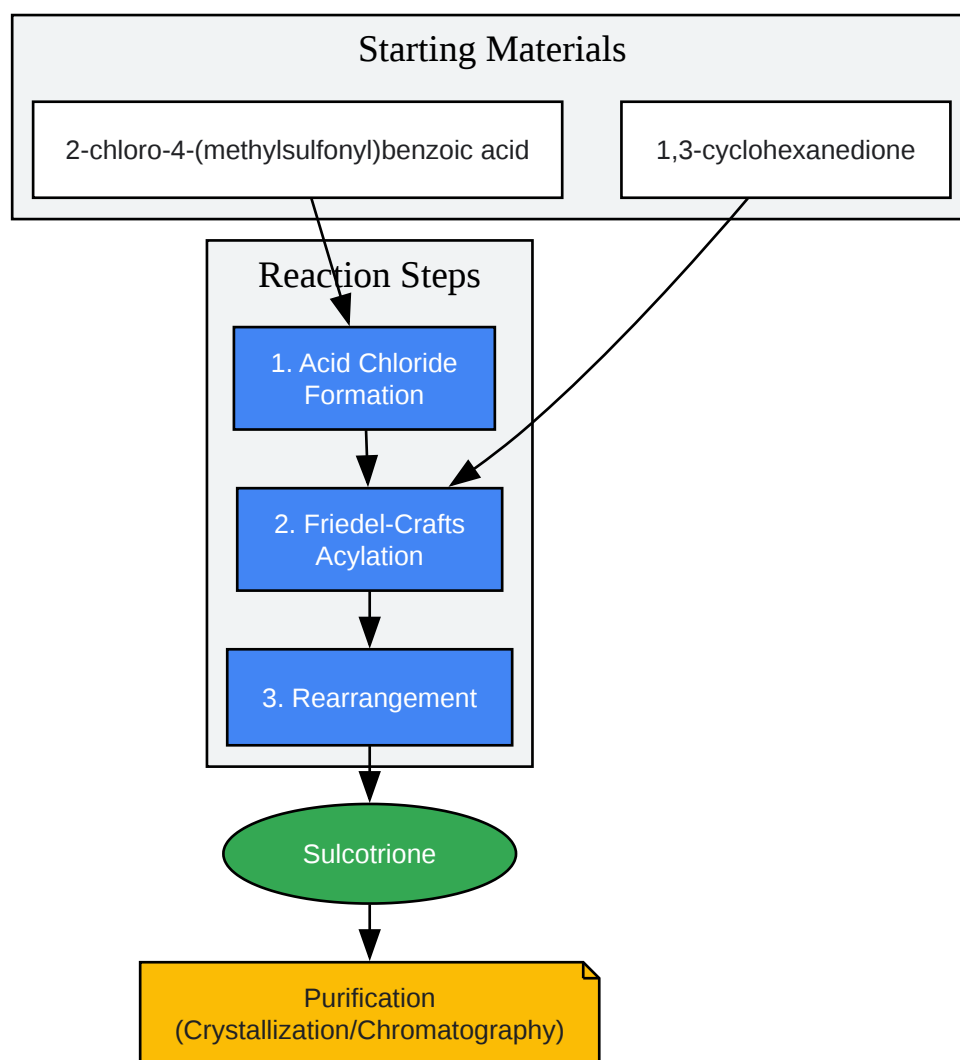 Starting Materials
2-chloro-4-(methylsulfonyl)benzoic acid
1,3-cyclohexanedione
Reaction Steps
1. Acid Chloride
Formation
2. Friedel-Crafts
Acylation
3. Rearrangement
Sulcotrione
Purification
(Crystallization/Chromatography)